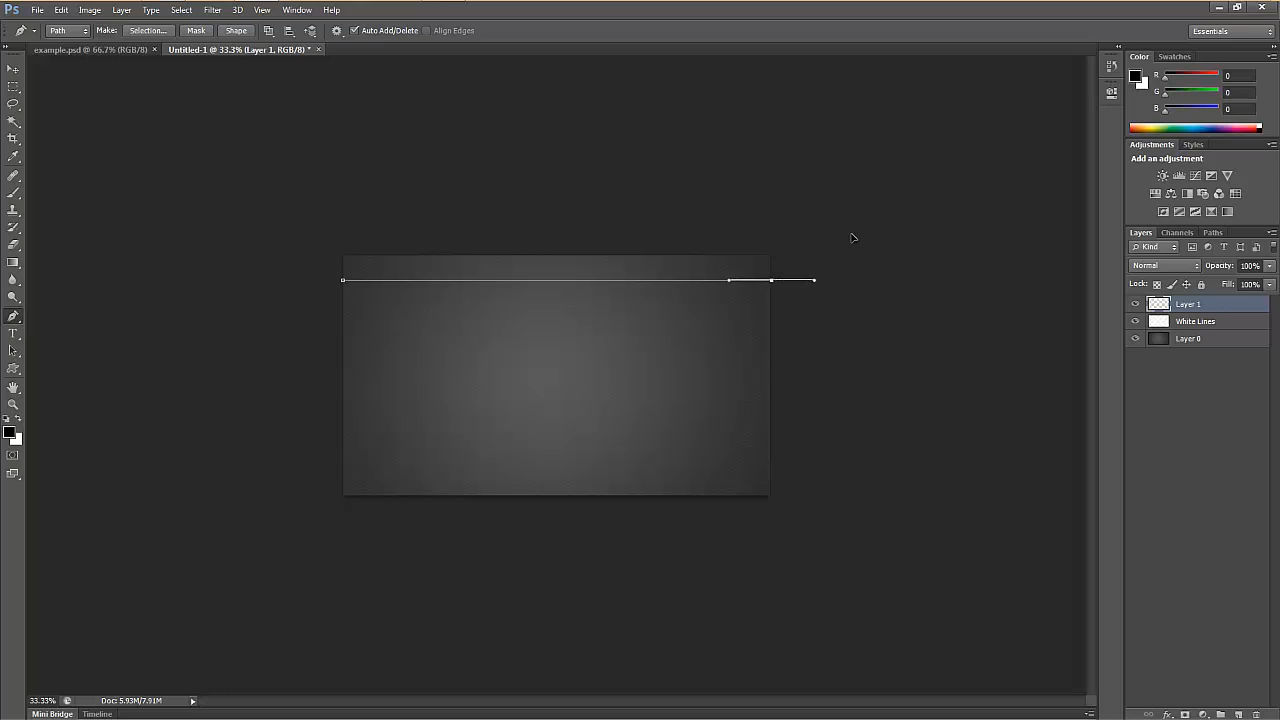 Ps File Edit Image Layer Type Select Filter 3D View Window Help
Path Make: Selection... Mask Shape Auto Add/Delete Align Edges Essentials
example.psd @ 66.7% (RGB/8) × Untitled-1 @ 33.3% (Layer 1, RGB/8) * ×
Color Swatches
R 0
G 0
B 0
Adjustments Styles
Add an adjustment
Layers Channels Paths
Kind
Normal Opacity: 100%
Lock: Fill: 100%
Layer 1
White Lines
Layer 0
33.33% Doc: 5.93M/7.91M
Mini Bridge Timeline